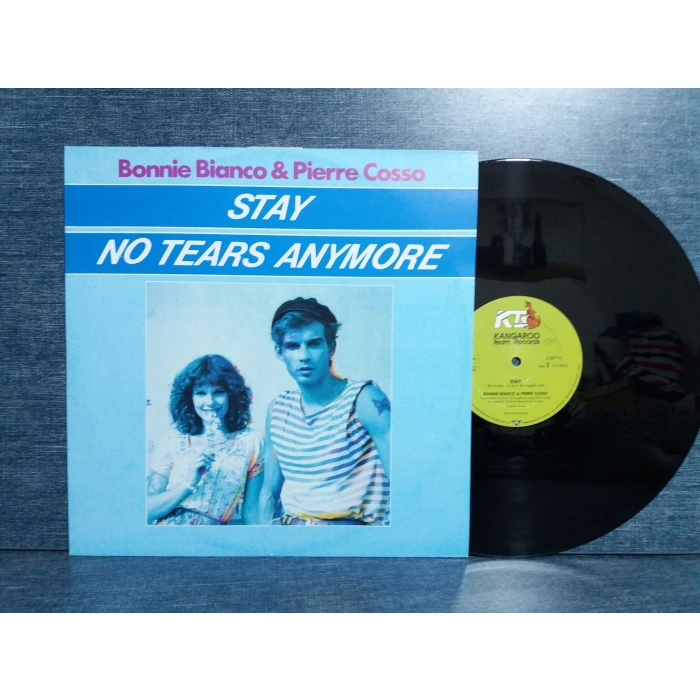 Bonnie Bianco & Pierre Cosso
STAY
NO TEARS ANYMORE
KT
KANGAROO
Team Records
STAY
BONNIE BIANCO & PIERRE COSSO